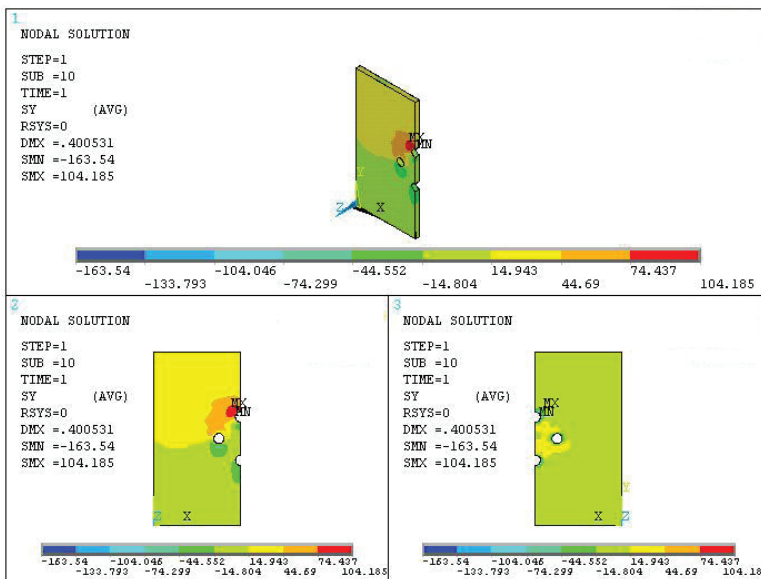 1
NODAL SOLUTION
STEP=1
SUB =10
TIME=1
SY (AVG)
RSYS=0
DMX =.400531
SMN =-163.54
SMX =104.185
MX
MN
Y
Z X
-163.54 -104.046 -44.552 14.943 74.437
-133.793 -74.299 -14.804 44.69 104.185
2
NODAL SOLUTION
STEP=1
SUB =10
TIME=1
SY (AVG)
RSYS=0
DMX =.400531
SMN =-163.54
SMX =104.185
MX
MN
Z X
-163.54 -104.046 -44.552 14.943 74.437
-133.793 -74.299 -14.804 44.69 104.185
3
NODAL SOLUTION
STEP=1
SUB =10
TIME=1
SY (AVG)
RSYS=0
DMX =.400531
SMN =-163.54
SMX =104.185
MX
MN
Y
X Z
-163.54 -104.046 -44.552 14.943 74.437
-133.793 -74.299 -14.804 44.69 104.185